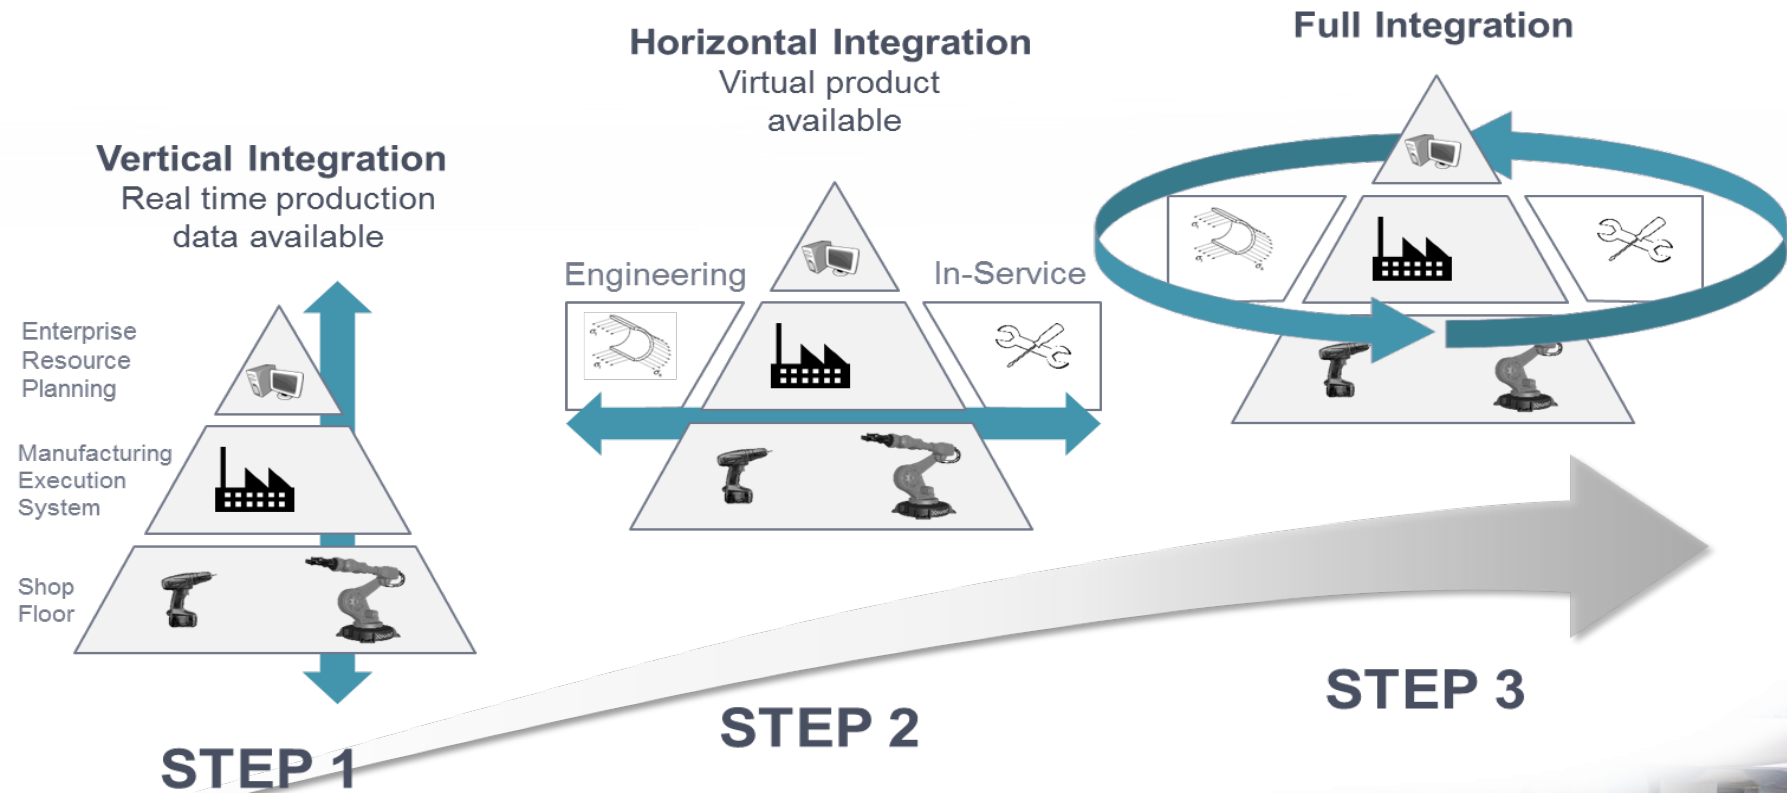 Vertical Integration
Real time production
data available
Enterprise
Resource
Planning
Manufacturing
Execution
System
Shop
Floor
STEP 1
Horizontal Integration
Virtual product
available
Engineering
In-Service
STEP 2
Full Integration
STEP 3